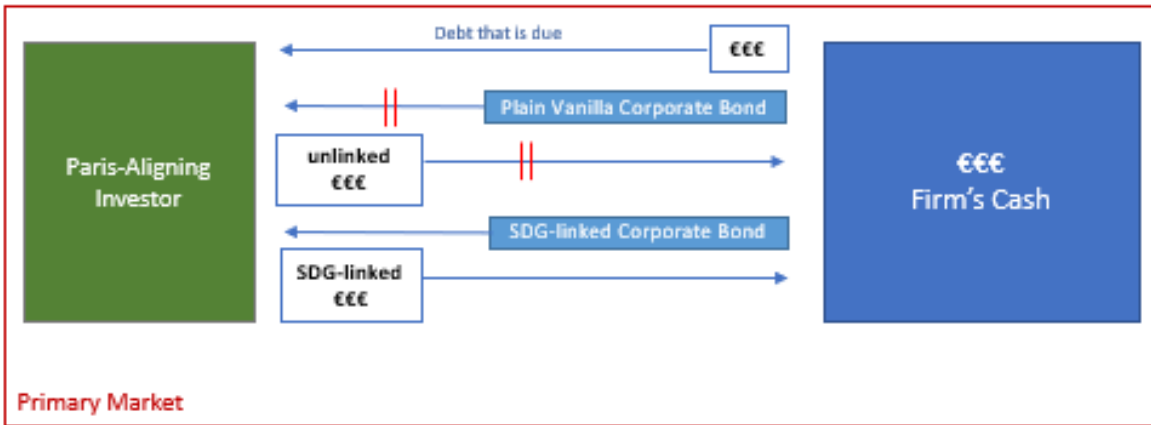 Debt that is due
€€€
Plain Vanilla Corporate Bond
unlinked
€€€
Paris-Aligning
Investor
€€€
Firm's Cash
SDG-linked Corporate Bond
SDG-linked
€€€
Primary Market